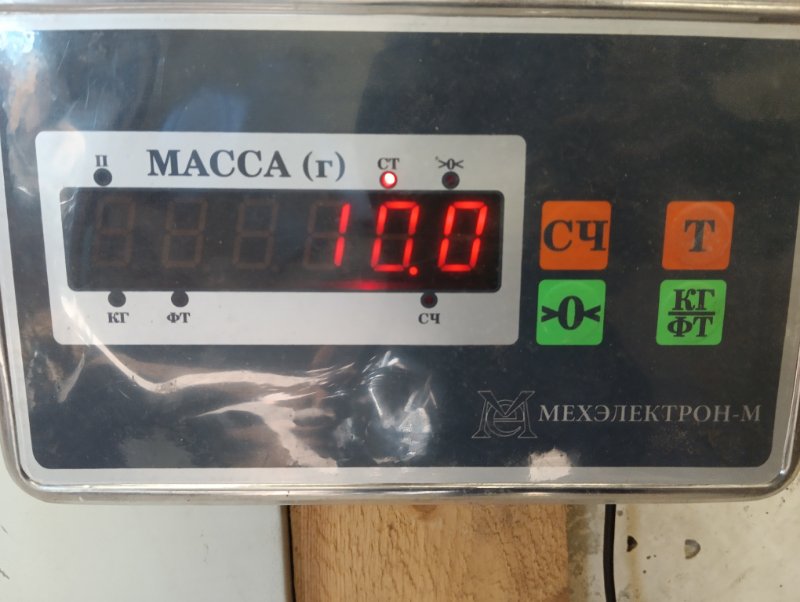 П МАССА (г) СТ >0<
10.0
КГ ФТ СЧ
СЧ Т
>0< КГ/ФТ
МЕХЭЛЕКТРОН-М